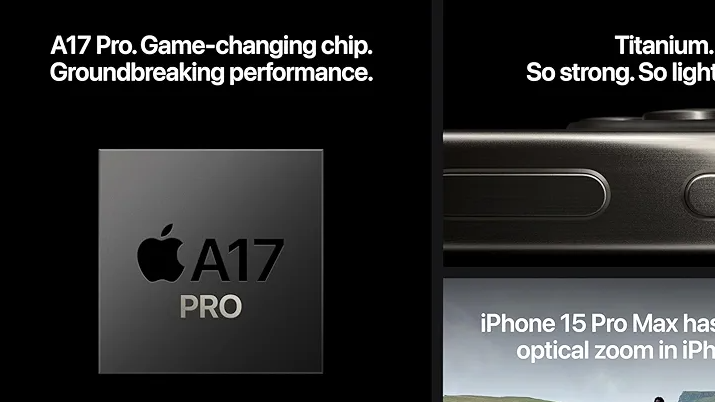 A17 Pro. Game-changing chip.
Groundbreaking performance.
A17
PRO
Titanium.
So strong. So light
iPhone 15 Pro Max has
optical zoom in